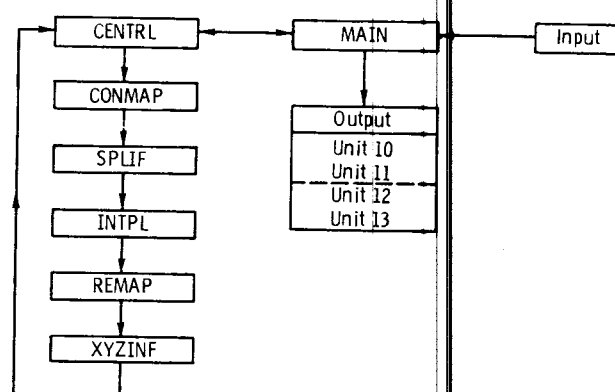 CENTRL
MAIN
Input
CONMAP
Output
Unit 10
Unit 11
Unit 12
Unit 13
SPLIF
INTPL
REMAP
XYZINF